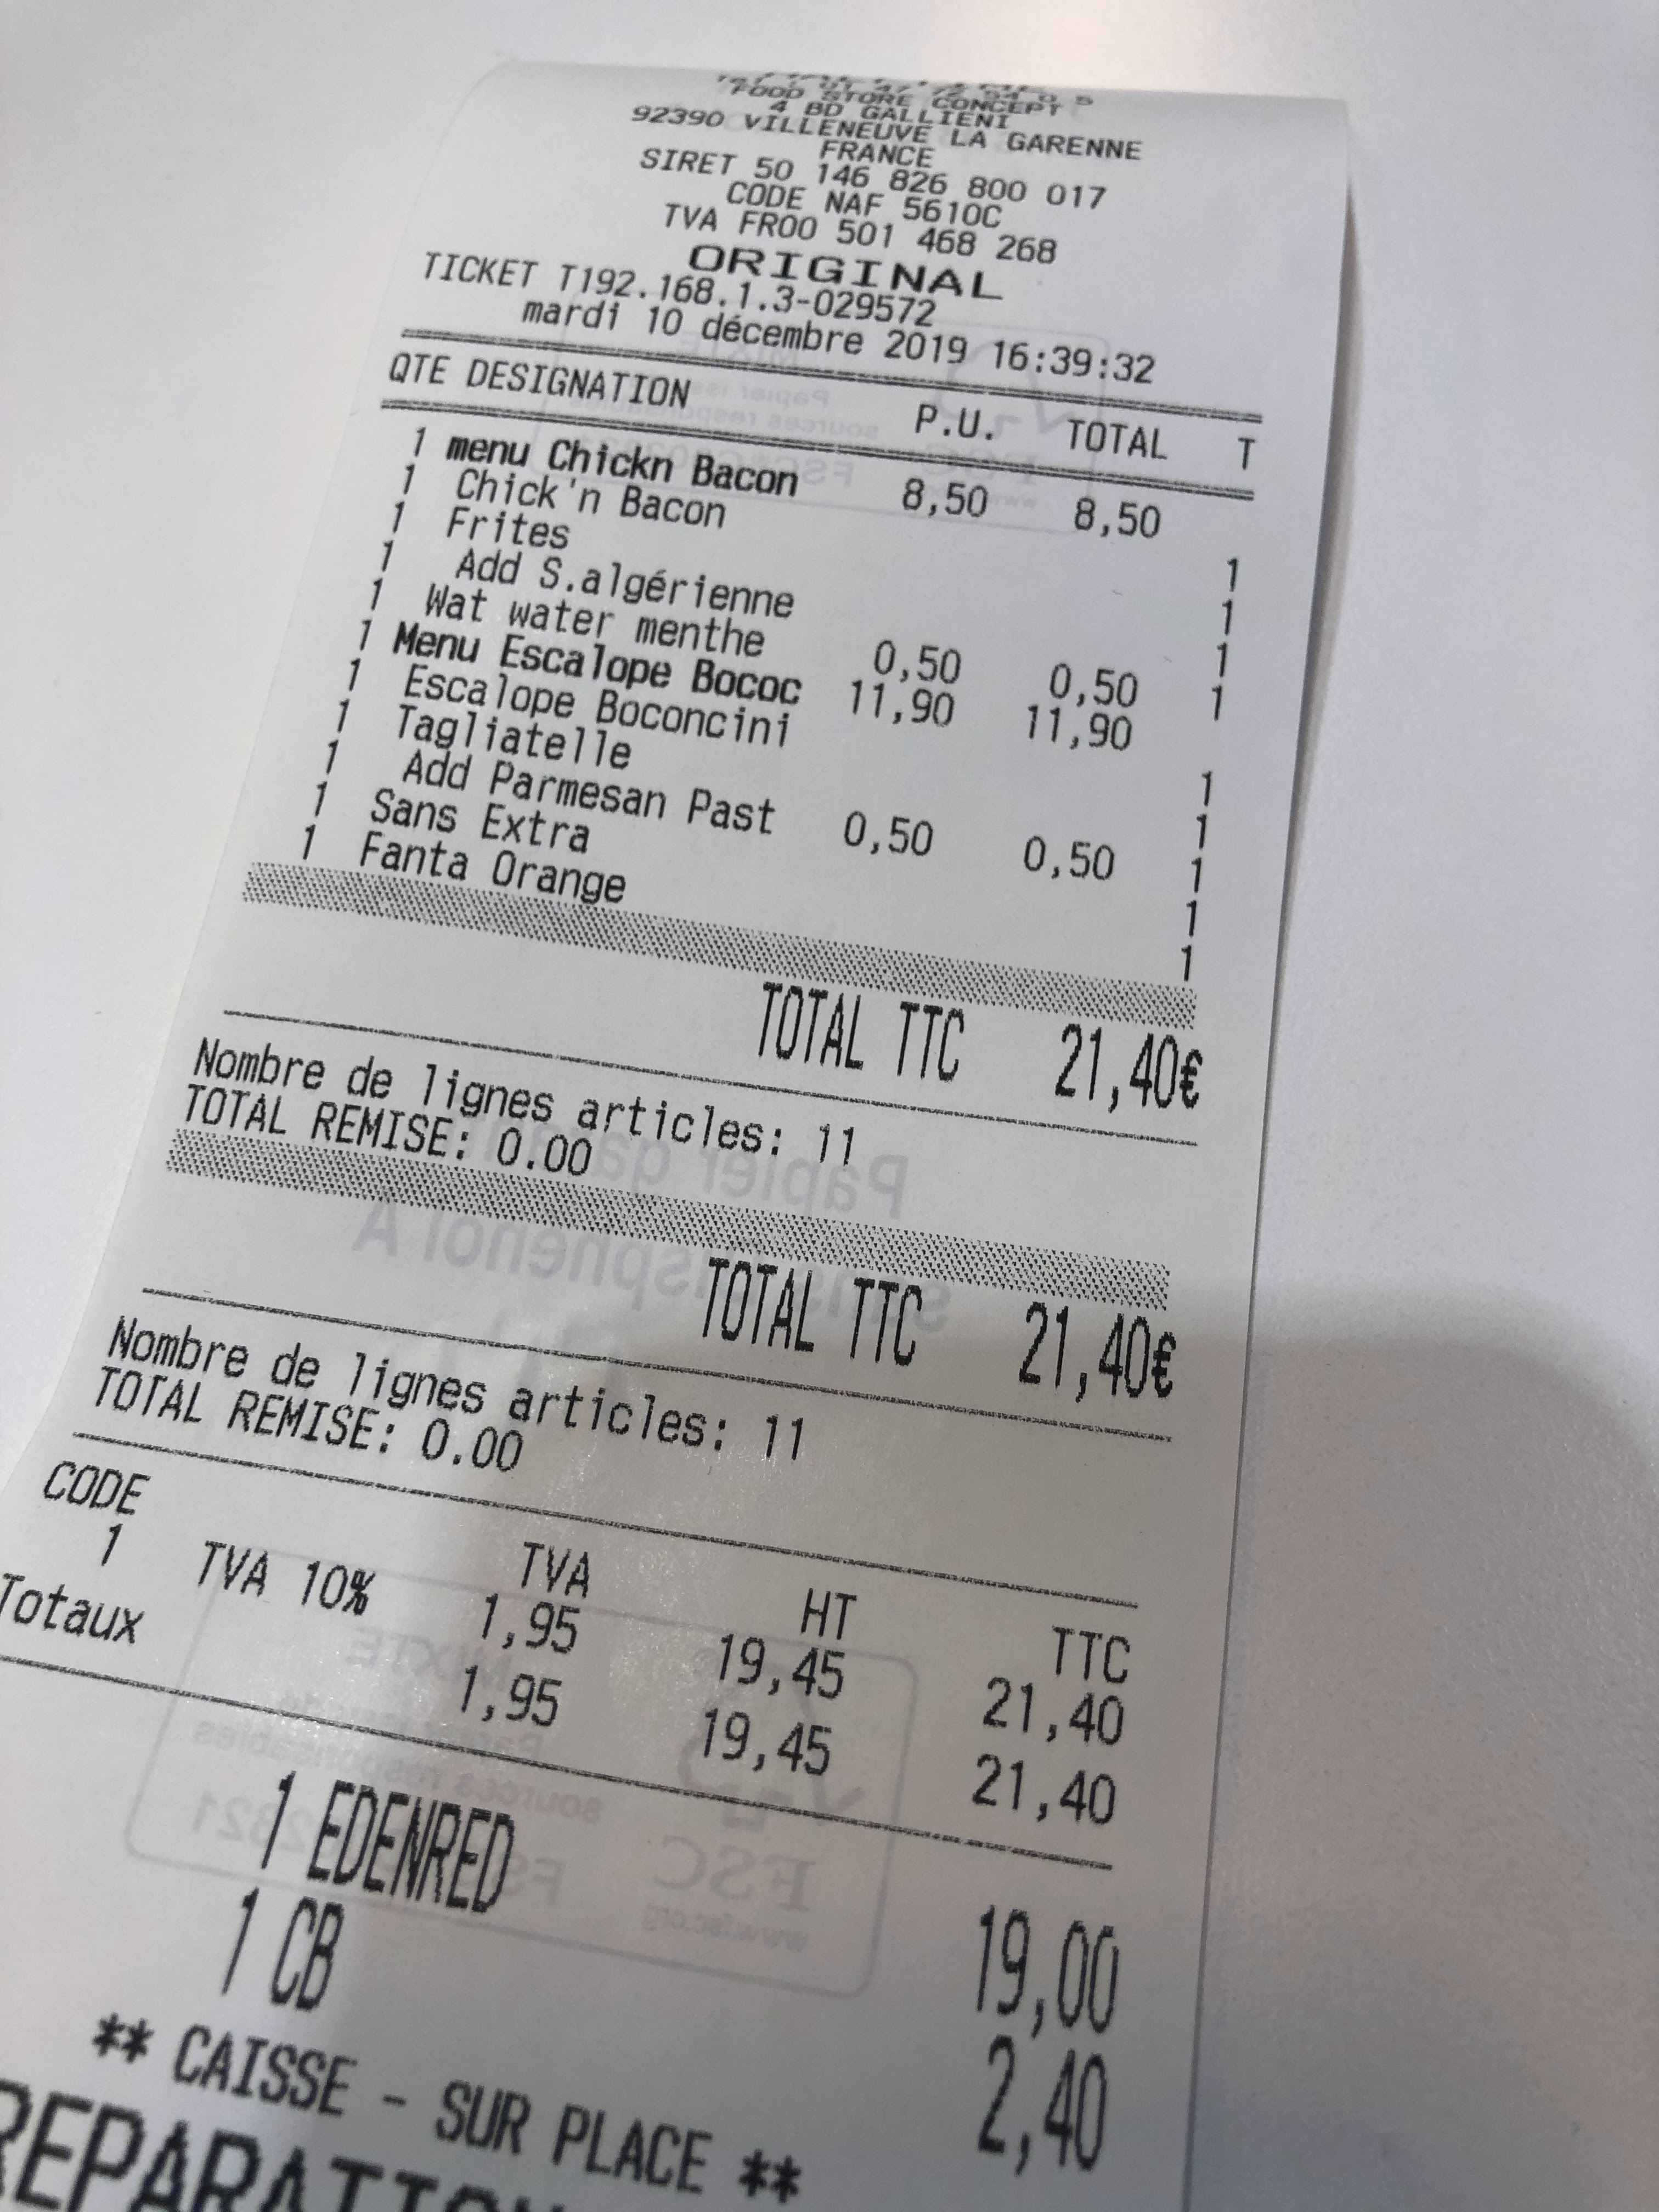 FOOD STORE CONCEPT
4 BD GALLIENI
92390 VILLENEUVE LA GARENNE
FRANCE
SIRET 50 146 826 800 017
CODE NAF 5610C
TVA FR00 501 468 268
ORIGINAL
TICKET T192.168.1.3-029572
mardi 10 décembre 2019 16:39:32
QTE DESIGNATION P.U. TOTAL T
1 menu Chickn Bacon 8,50 8,50
1 Chick'n Bacon 1
1 Frites 1
1 Add S.algérienne 1
1 Wat water menthe 0,50 0,50 1
1 Menu Escalope Bococ 11,90 11,90
1 Escalope Boconcini 1
1 Tagliatelle 1
1 Add Parmesan Past 0,50 0,50 1
1 Sans Extra 1
1 Fanta Orange 1
TOTAL TTC 21,40€
Nombre de lignes articles: 11
TOTAL REMISE: 0.00
TOTAL TTC 21,40€
Nombre de lignes articles: 11
TOTAL REMISE: 0.00
CODE TVA HT TTC
1 TVA 10% 1,95 19,45 21,40
Totaux 1,95 19,45 21,40
1 EDENRED 19,00
1 CB 2,40
** CAISSE - SUR PLACE **